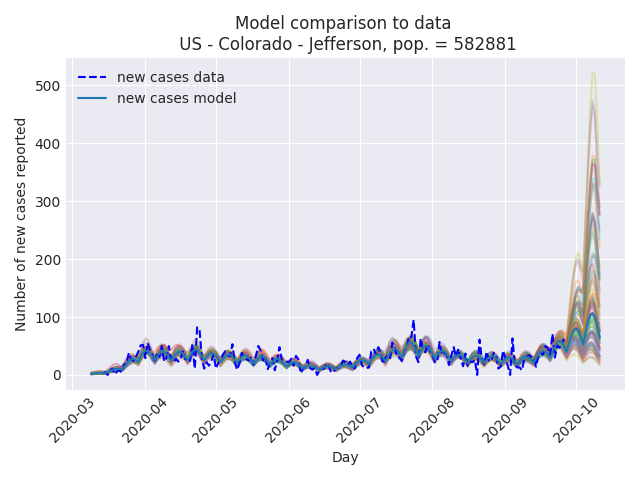 Model comparison to data
US - Colorado - Jefferson, pop. = 582881
new cases data
new cases model
Number of new cases reported
500
400
300
200
100
0
2020-03
2020-04
2020-05
2020-06
2020-07
2020-08
2020-09
2020-10
Day